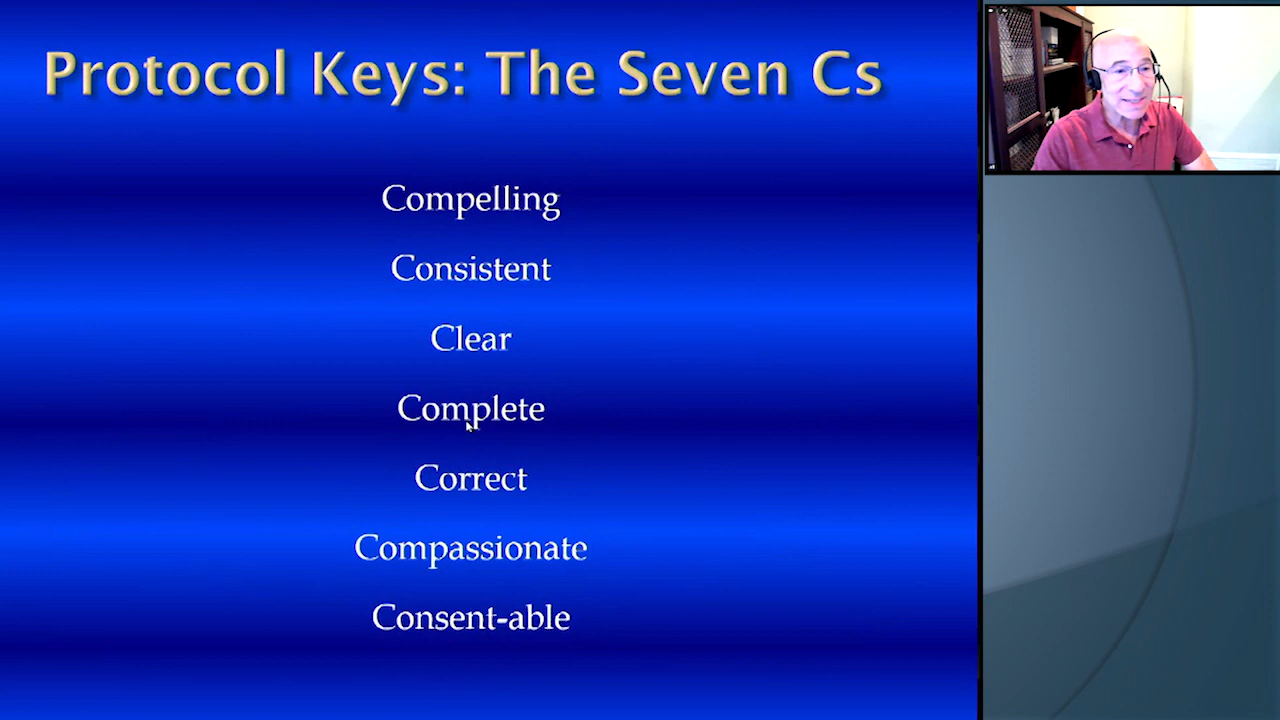 Protocol Keys: The Seven Cs
Compelling
Consistent
Clear
Complete
Correct
Compassionate
Consent-able